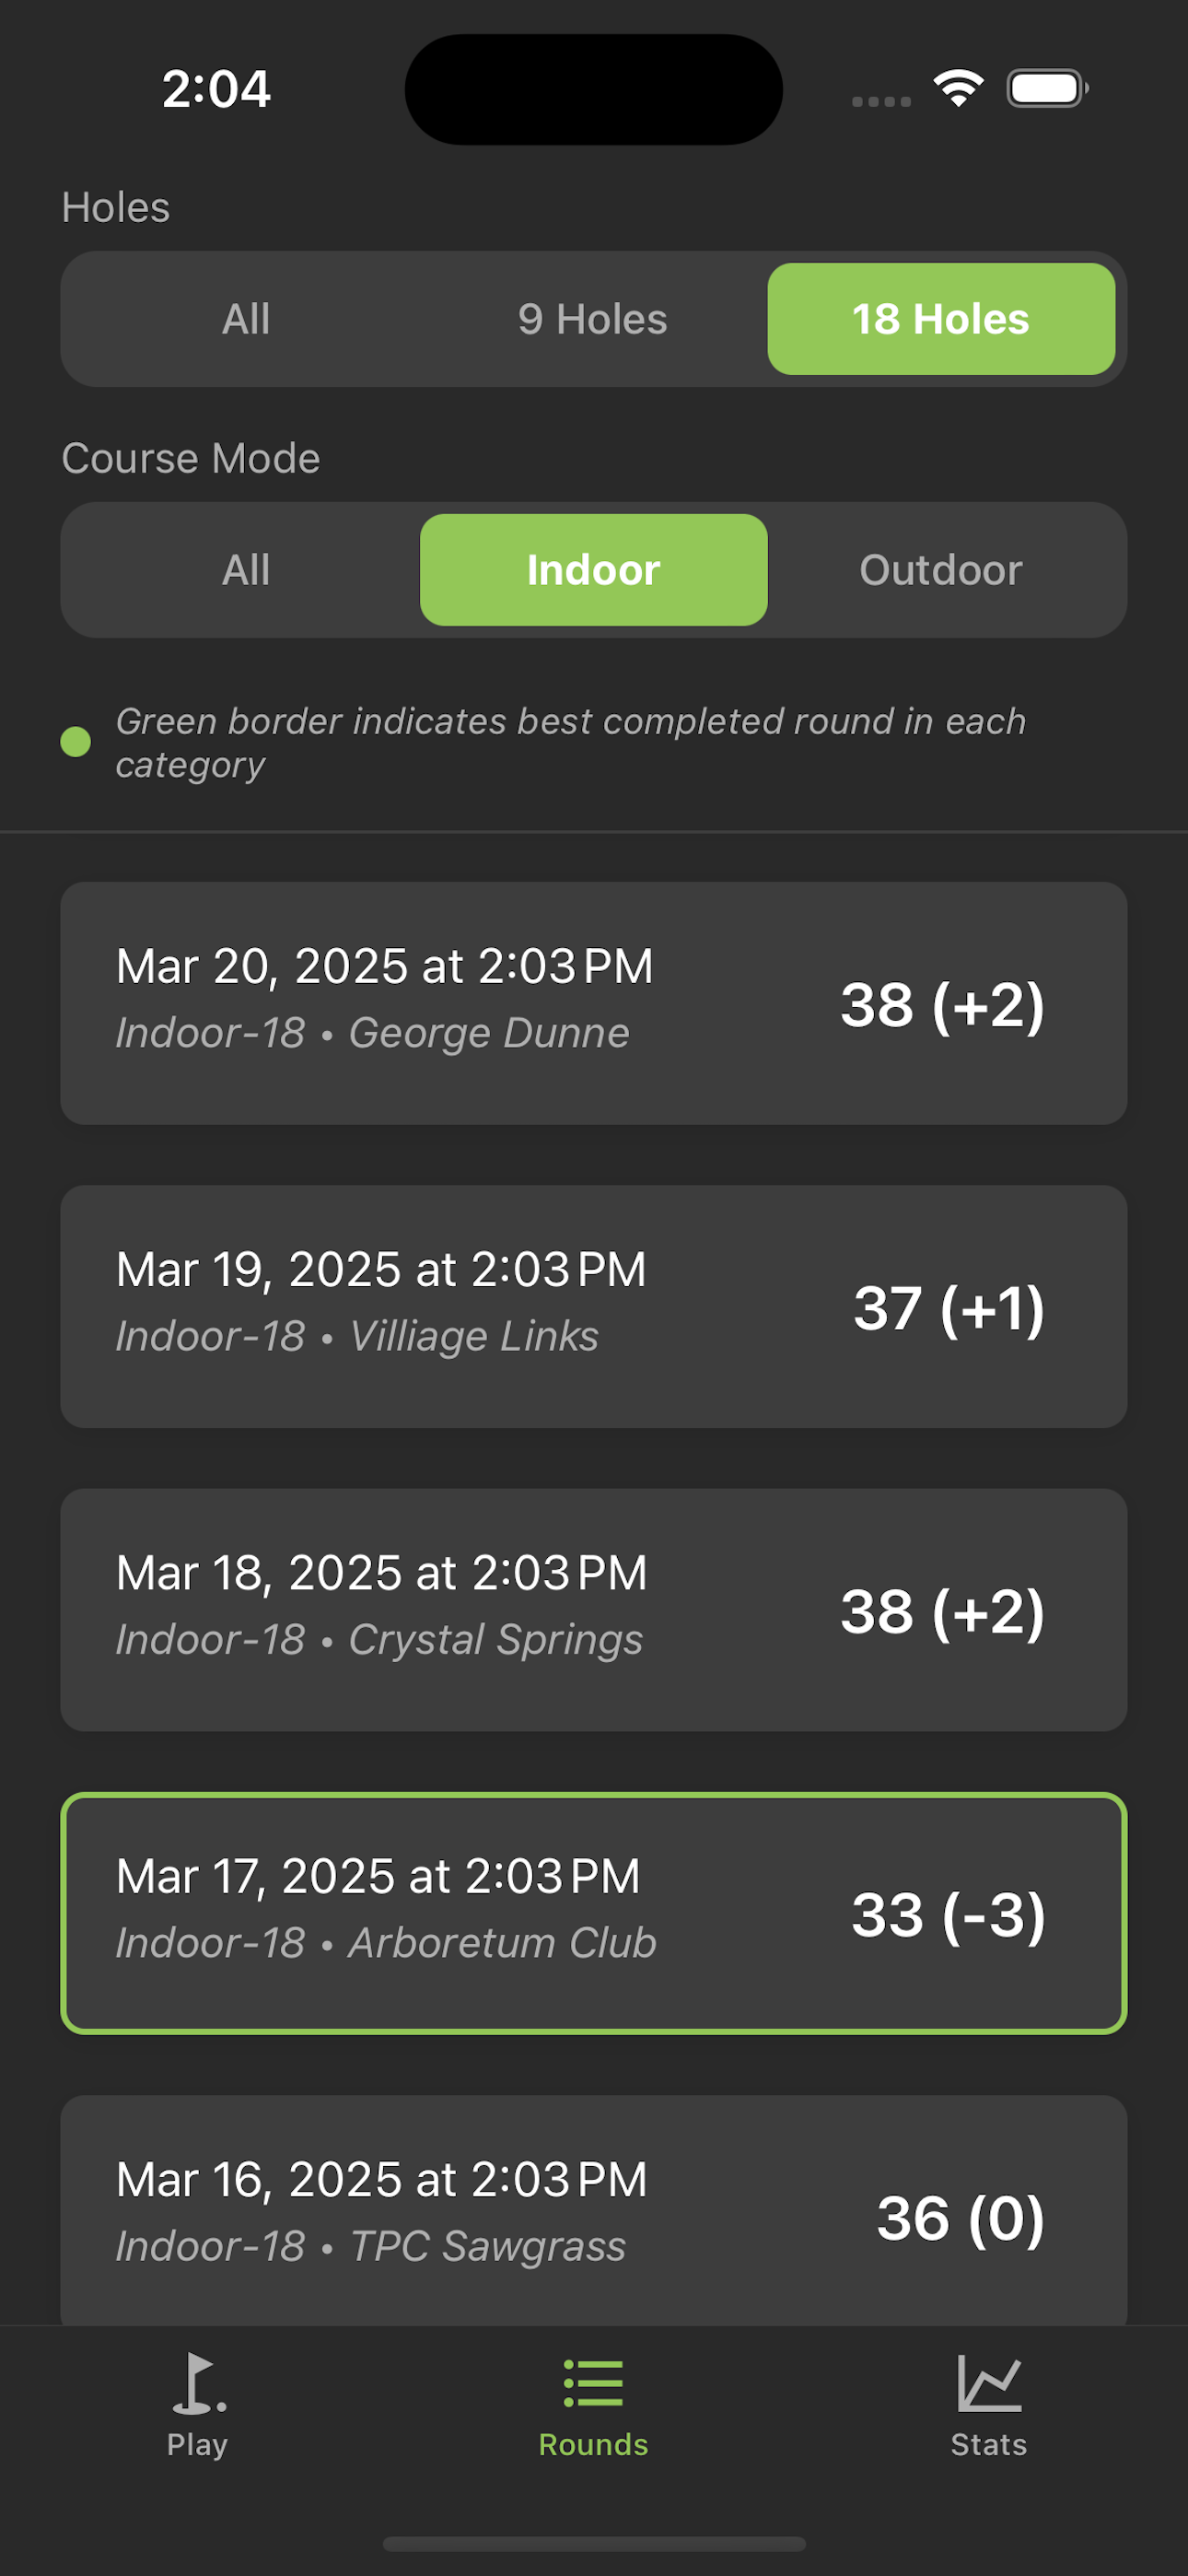 2:04
Holes
All 9 Holes 18 Holes
Course Mode
All Indoor Outdoor
Green border indicates best completed round in each
category
Mar 20, 2025 at 2:03 PM
Indoor-18 • George Dunne
38 (+2)
Mar 19, 2025 at 2:03 PM
Indoor-18 • Villiage Links
37 (+1)
Mar 18, 2025 at 2:03 PM
Indoor-18 • Crystal Springs
38 (+2)
Mar 17, 2025 at 2:03 PM
Indoor-18 • Arboretum Club
33 (-3)
Mar 16, 2025 at 2:03 PM
Indoor-18 • TPC Sawgrass
36 (0)
Play Rounds Stats